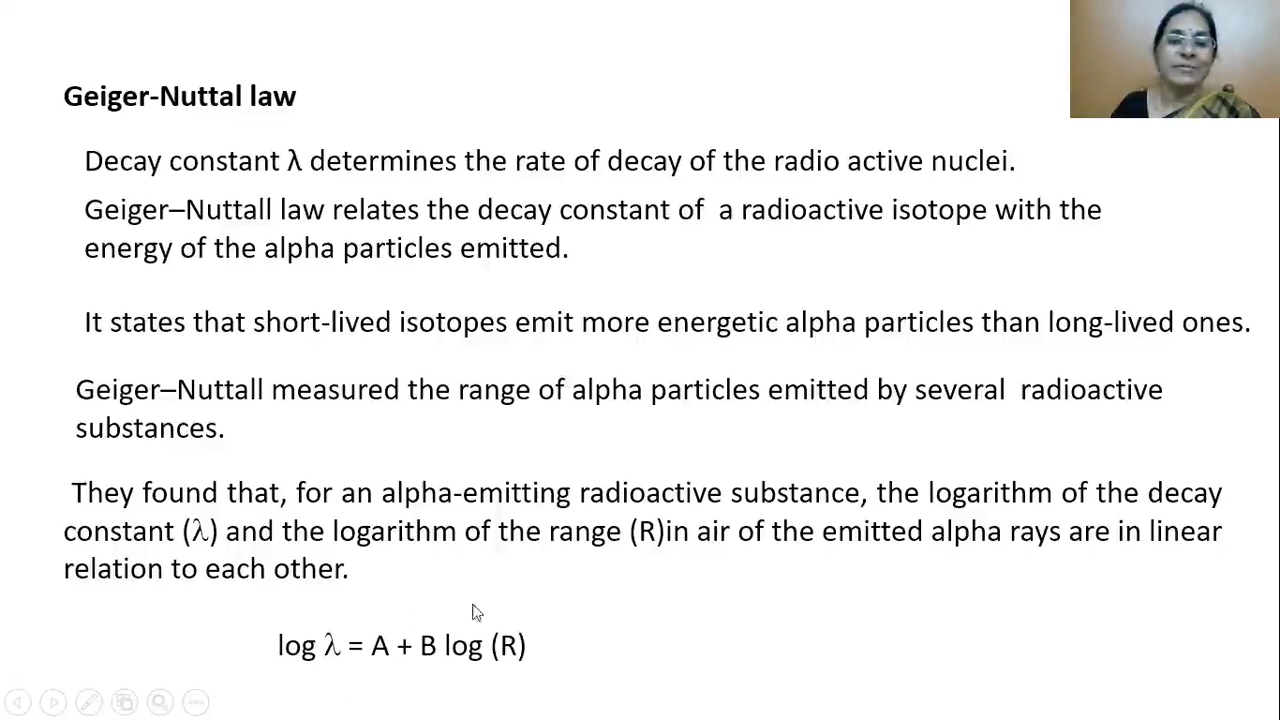 Geiger-Nuttal law
Decay constant λ determines the rate of decay of the radio active nuclei.
Geiger–Nuttall law relates the decay constant of a radioactive isotope with the
energy of the alpha particles emitted.
It states that short-lived isotopes emit more energetic alpha particles than long-lived ones.
Geiger–Nuttall measured the range of alpha particles emitted by several radioactive
substances.
They found that, for an alpha-emitting radioactive substance, the logarithm of the decay
constant (λ) and the logarithm of the range (R)in air of the emitted alpha rays are in linear
relation to each other.
log λ = A + B log (R)